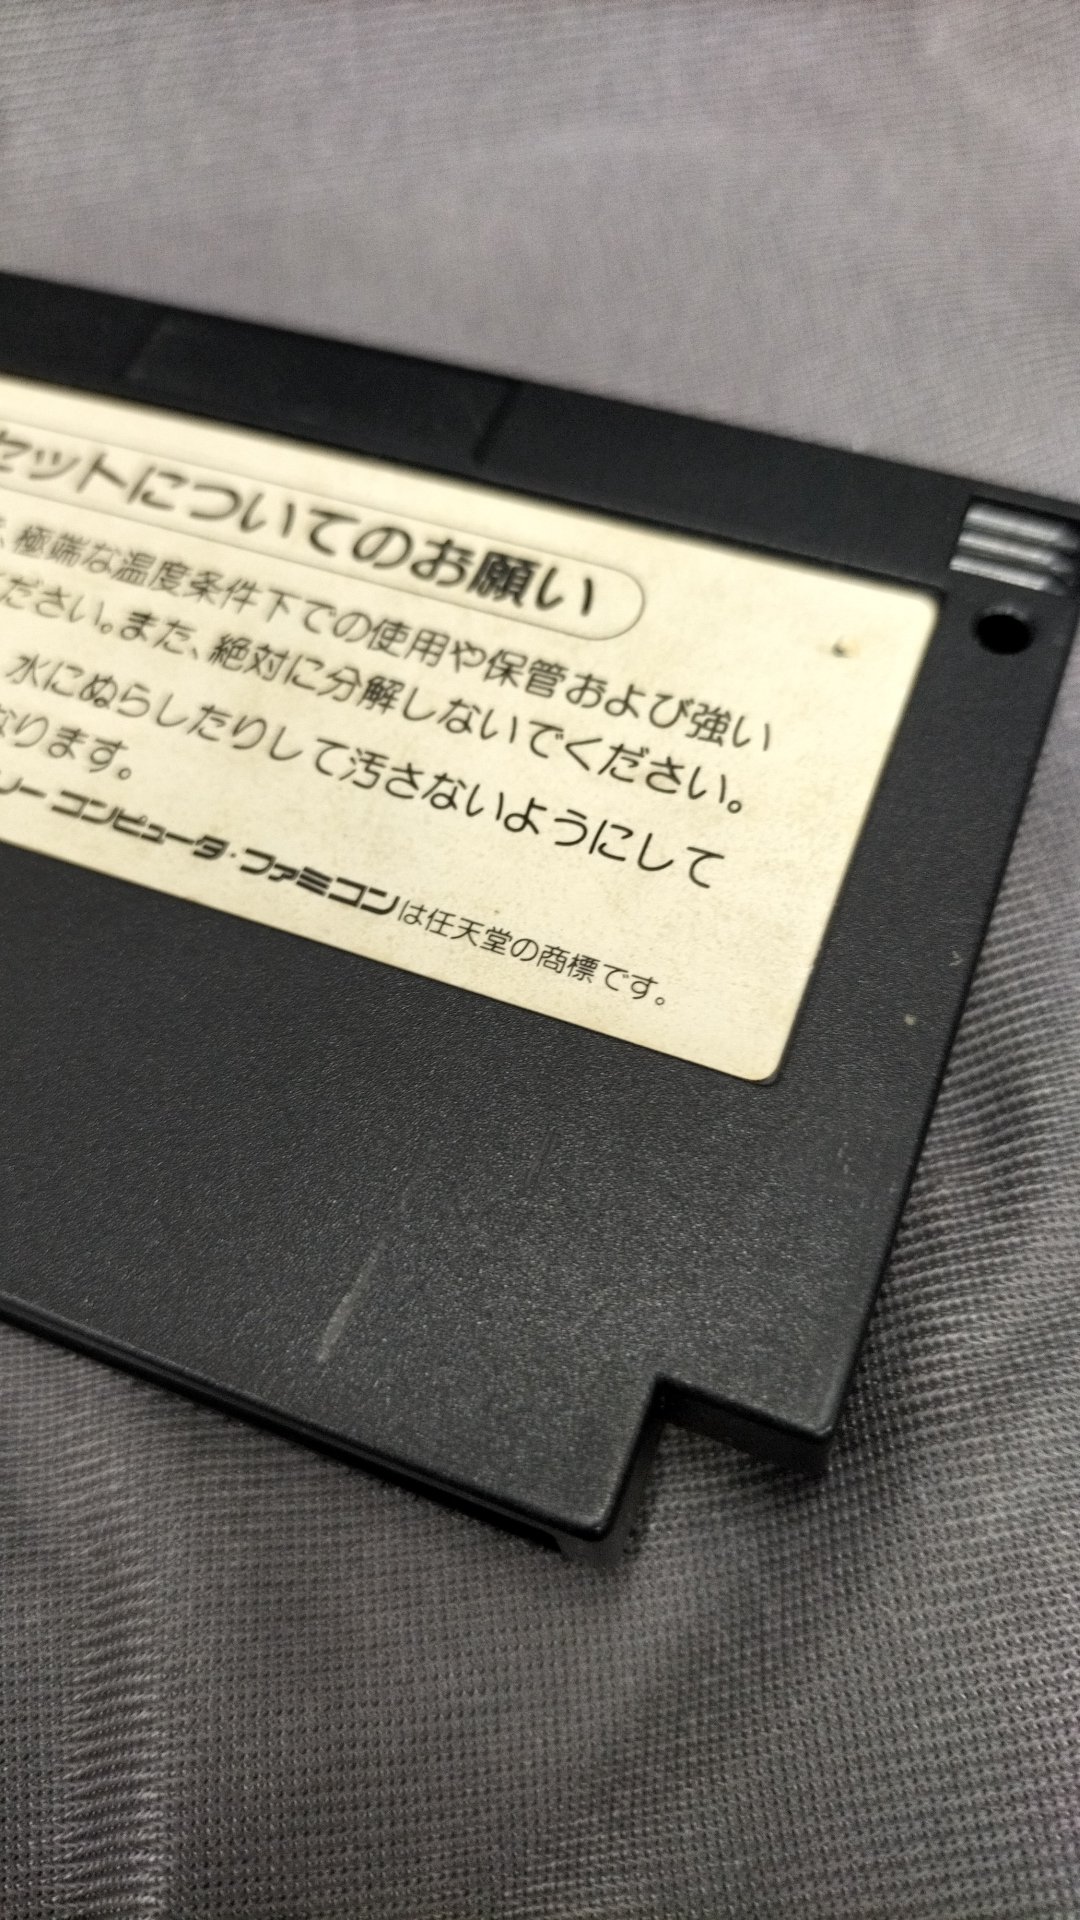 セットについてのお願い
、極端な温度条件下での使用や保管および強い
ください。また、絶対に分解しないでください。
水にぬらしたりして汚さないようにして
なります。
リー コンピュータ・ファミコンは任天堂の商標です。